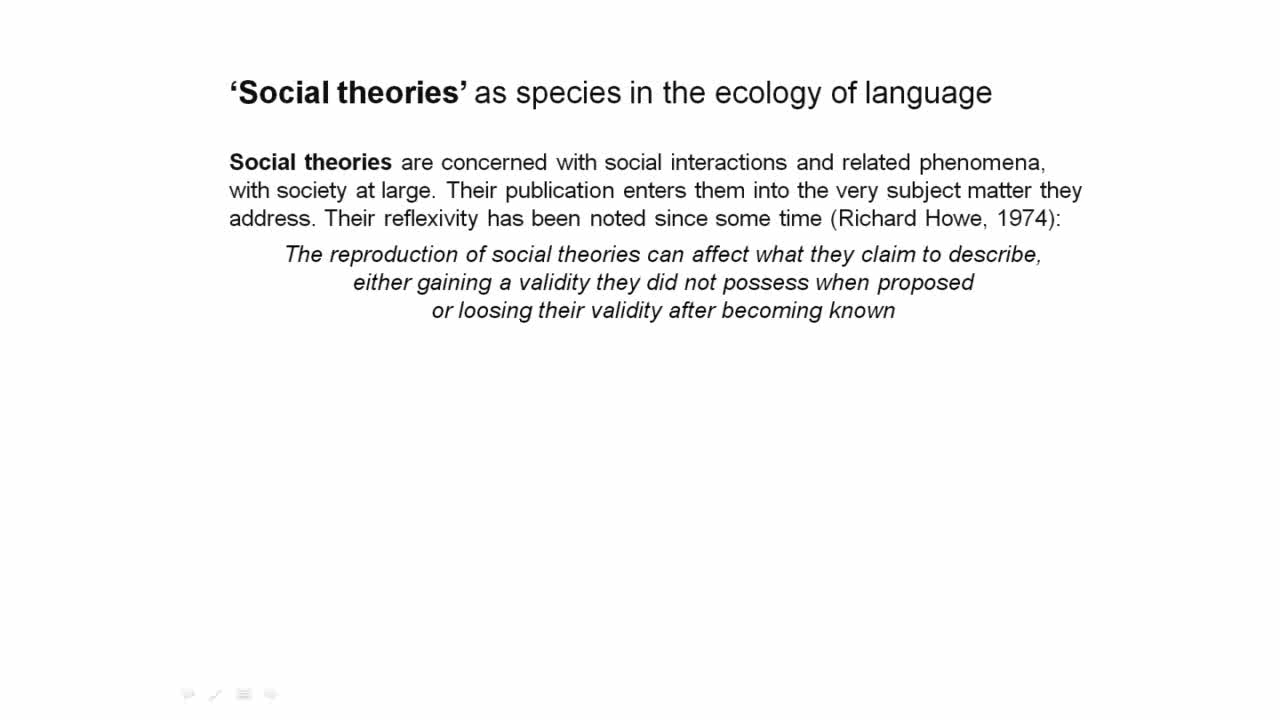 ‘Social theories’ as species in the ecology of language
Social theories are concerned with social interactions and related phenomena,
with society at large. Their publication enters them into the very subject matter they
address. Their reflexivity has been noted since some time (Richard Howe, 1974):
The reproduction of social theories can affect what they claim to describe,
either gaining a validity they did not possess when proposed
or loosing their validity after becoming known